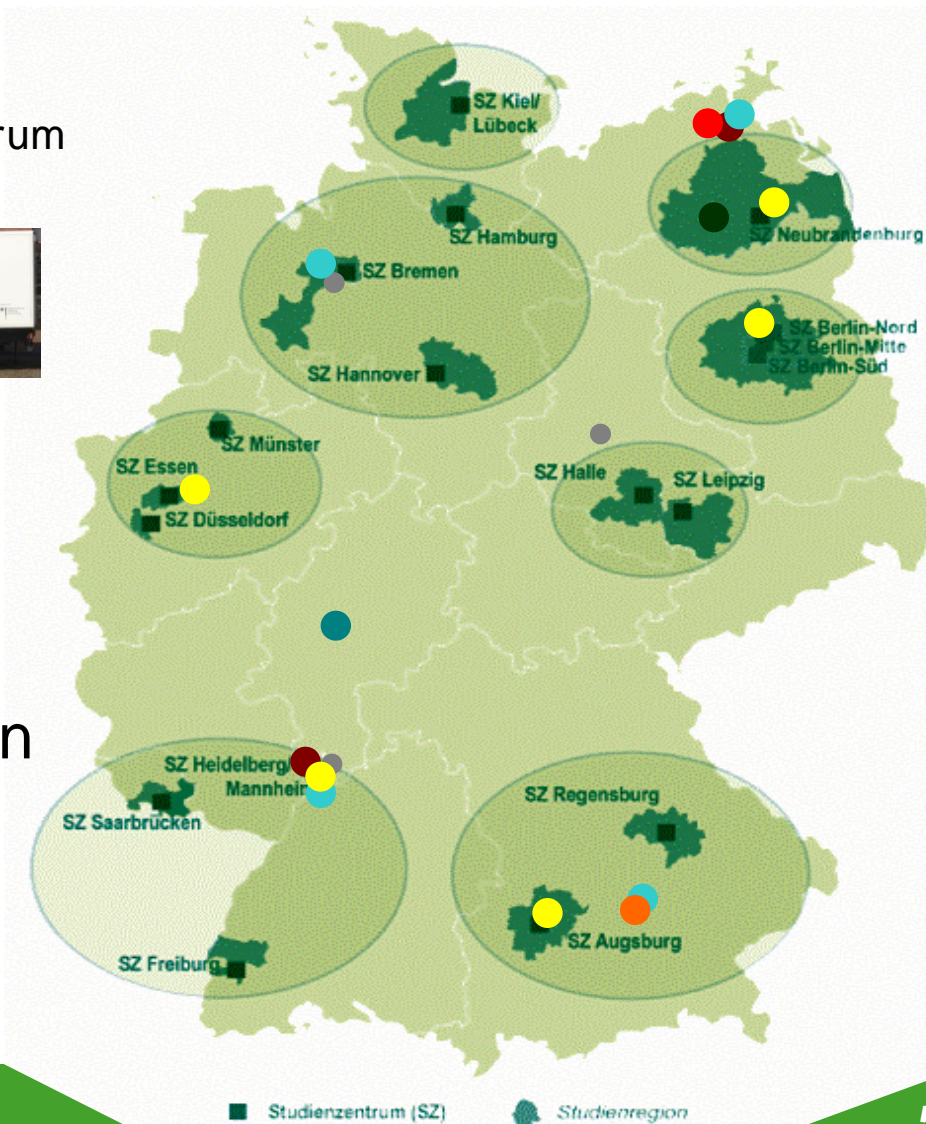 rum
SZ Kiel/
Lübeck
SZ Hamburg
SZ Neubrandenburg
SZ Bremen
SZ Berlin-Nord
SZ Berlin-Mitte
SZ Berlin-Süd
SZ Hannover
SZ Münster
SZ Essen
SZ Düsseldorf
SZ Halle
SZ Leipzig
n
SZ Heidelberg/
Mannheim
SZ Saarbrücken
SZ Regensburg
SZ Augsburg
SZ Freiburg
Studienzentrum (SZ)
Studienregion